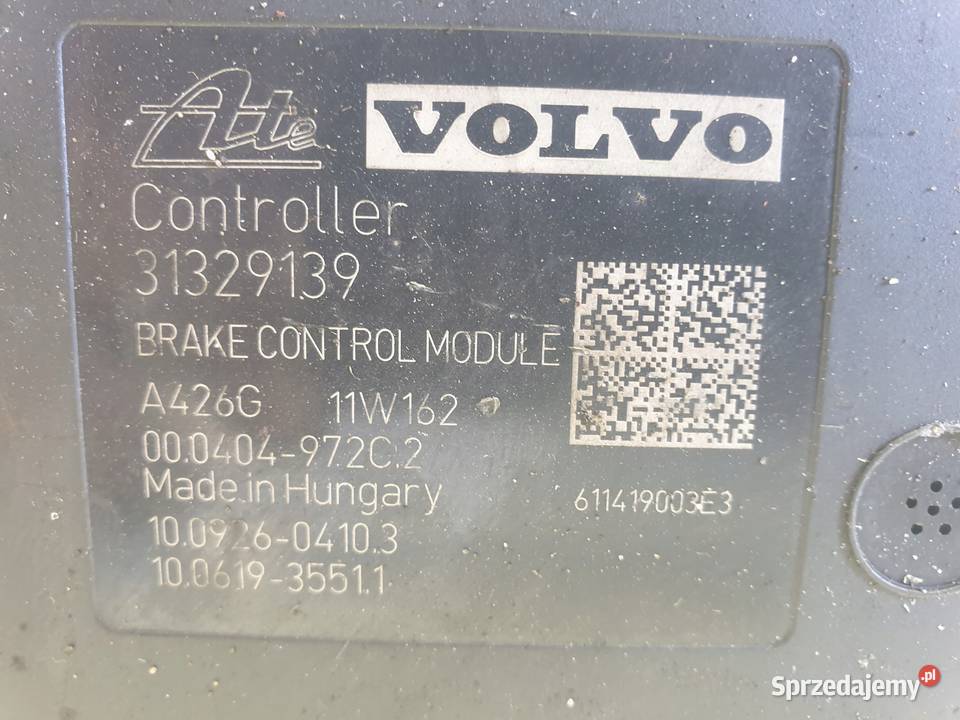 Ate VOLVO
Controller
31329139
BRAKE CONTROL MODULE
A426G 11W162
00.0404-972C.2
Made in Hungary
611419003E3
10.0926-0410.3
10.0619-3551.1
Sprzedajemy.pl